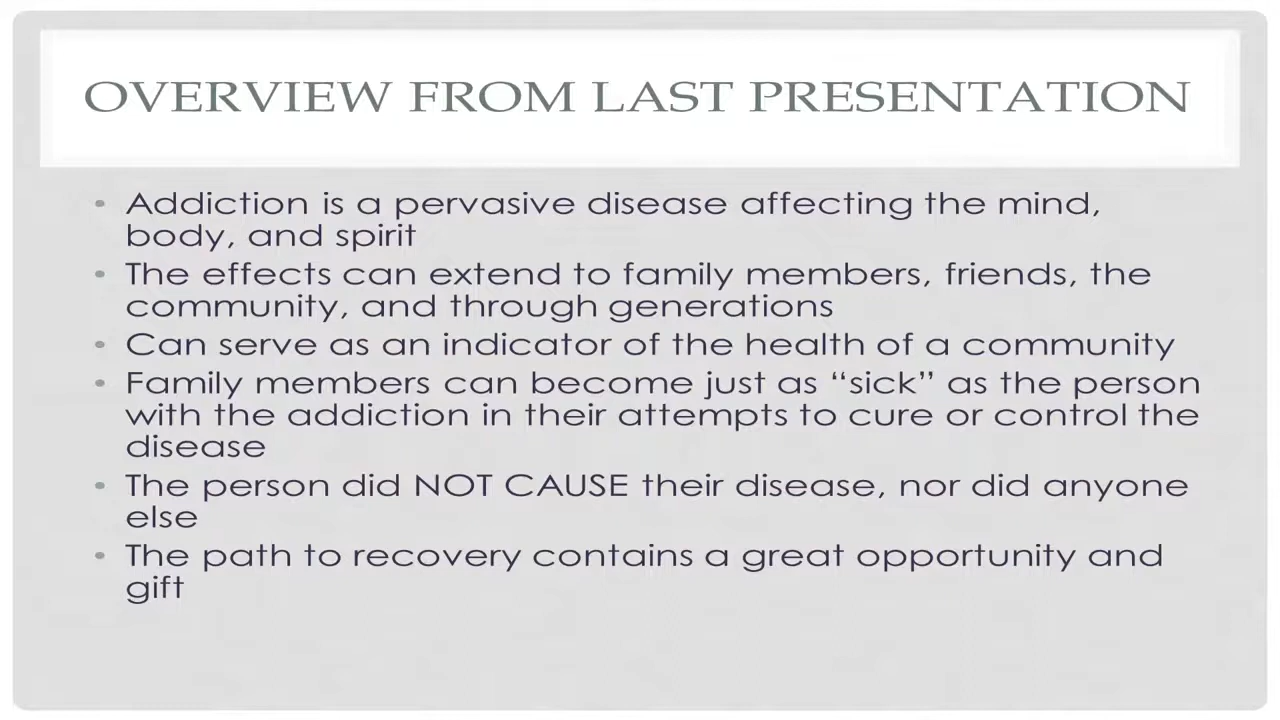 OVERVIEW FROM LAST PRESENTATION
• Addiction is a pervasive disease affecting the mind,
body, and spirit
• The effects can extend to family members, friends, the
community, and through generations
• Can serve as an indicator of the health of a community
• Family members can become just as “sick” as the person
with the addiction in their attempts to cure or control the
disease
• The person did NOT CAUSE their disease, nor did anyone
else
• The path to recovery contains a great opportunity and
gift